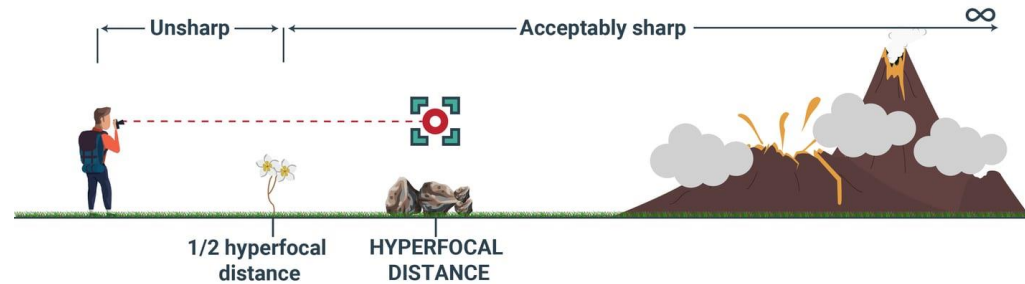 Unsharp
Acceptably sharp
∞
1/2 hyperfocal
distance
HYPERFOCAL
DISTANCE